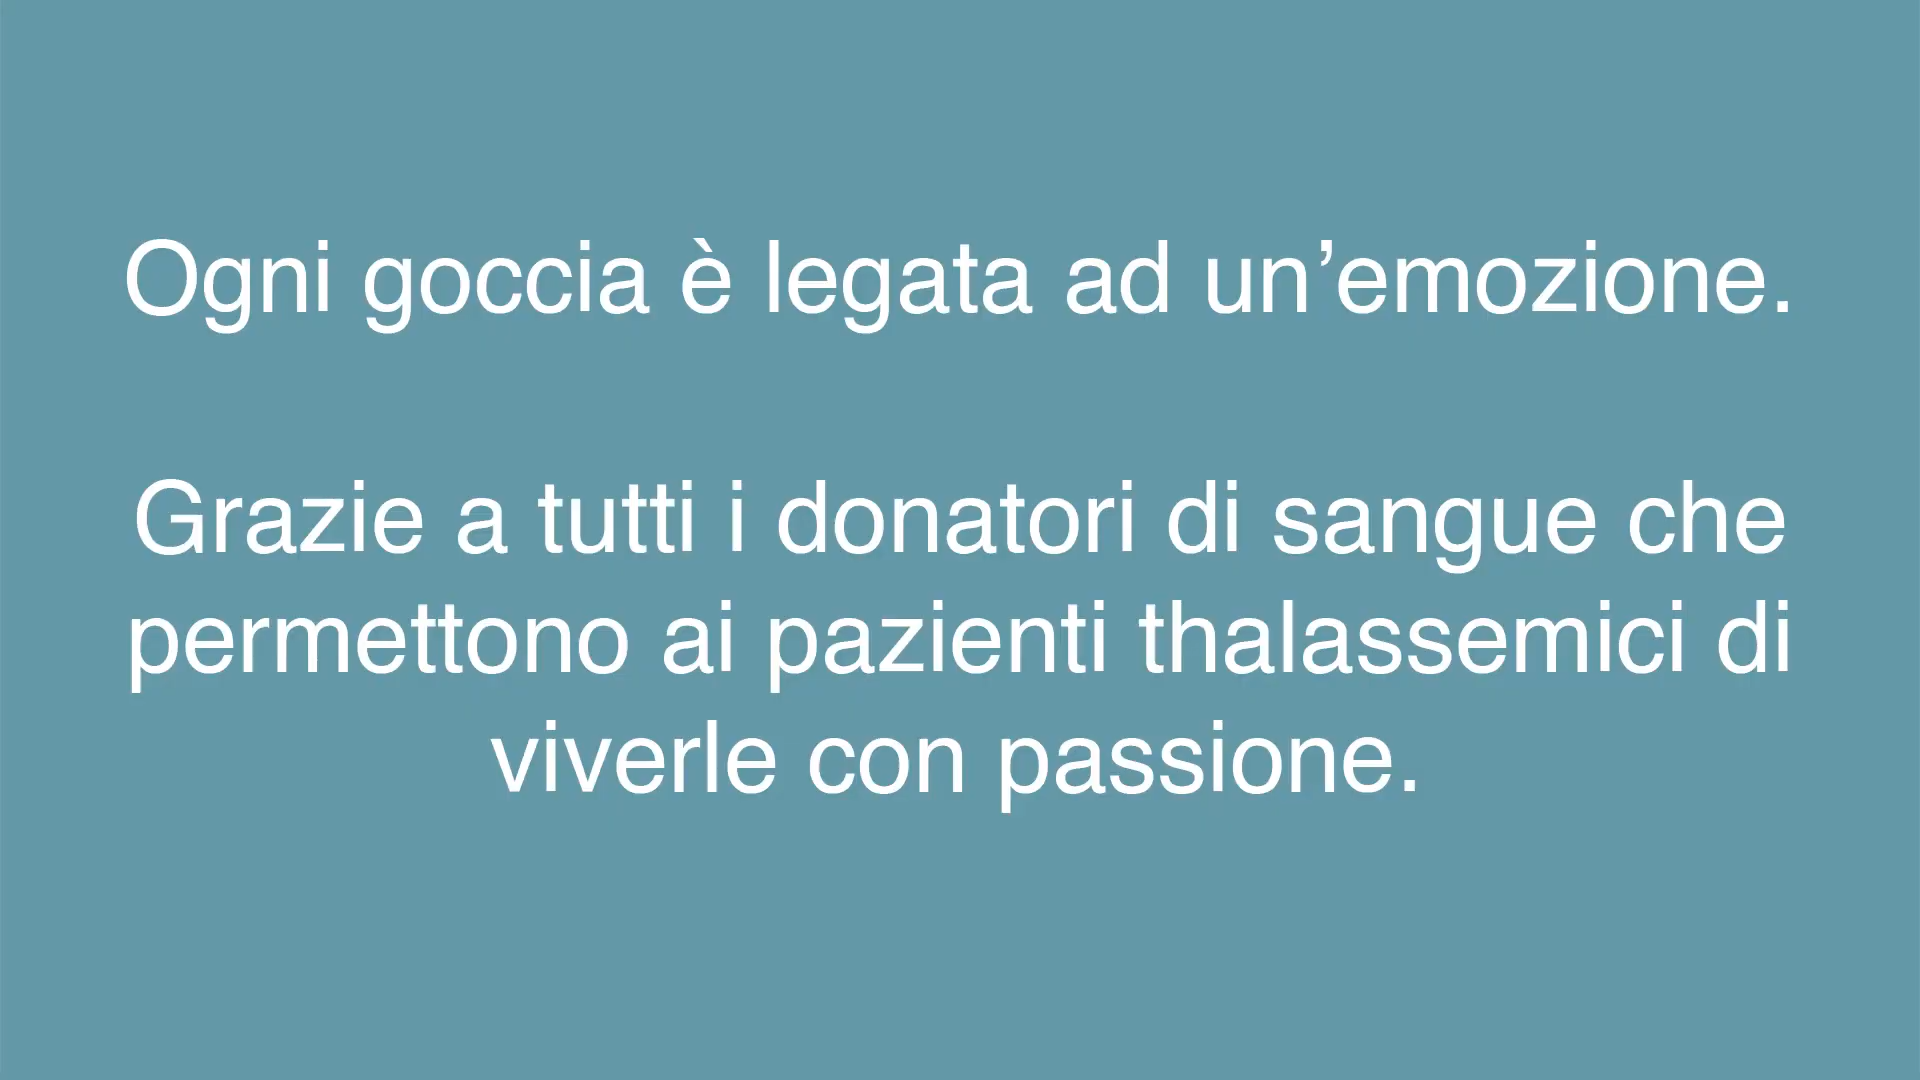 Ogni goccia è legata ad un’emozione.
Grazie a tutti i donatori di sangue che
permettono ai pazienti thalassemici di
viverle con passione.